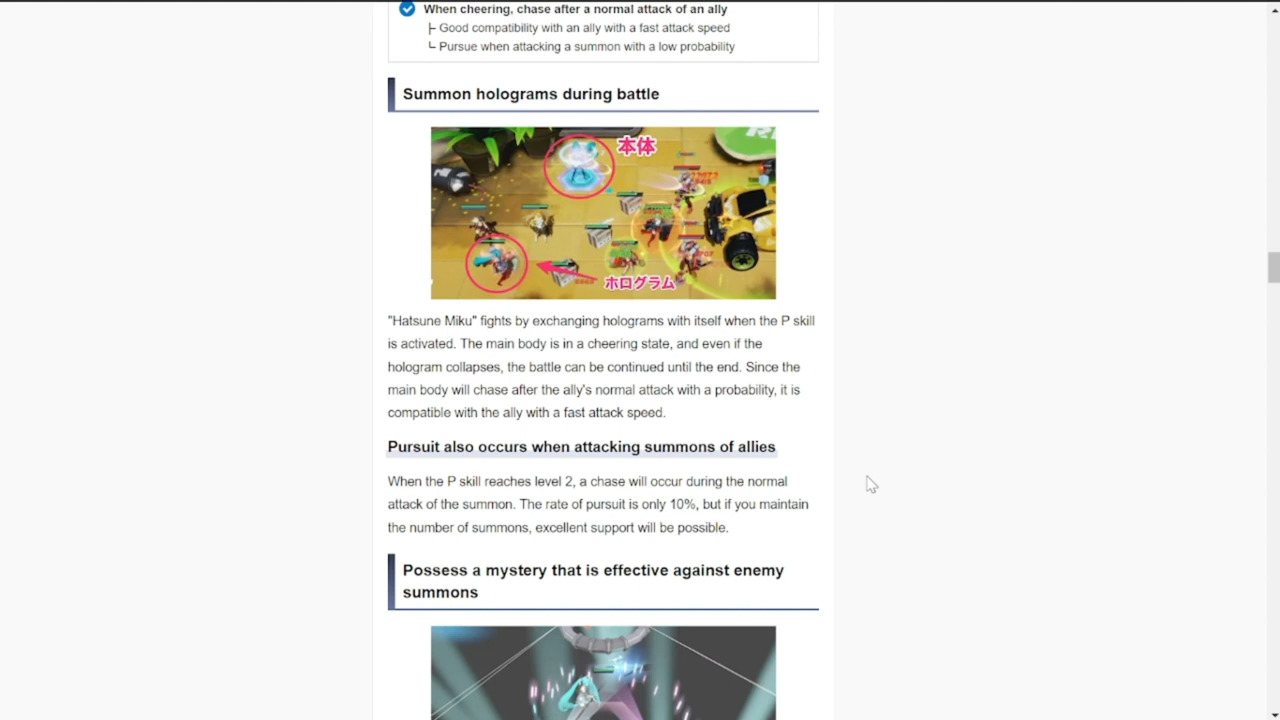 When cheering, chase after a normal attack of an ally
├ Good compatibility with an ally with a fast attack speed
└ Pursue when attacking a summon with a low probability
Summon holograms during battle
本体
ホログラム
"Hatsune Miku" fights by exchanging holograms with itself when the P skill
is activated. The main body is in a cheering state, and even if the
hologram collapses, the battle can be continued until the end. Since the
main body will chase after the ally's normal attack with a probability, it is
compatible with the ally with a fast attack speed.
Pursuit also occurs when attacking summons of allies
When the P skill reaches level 2, a chase will occur during the normal
attack of the summon. The rate of pursuit is only 10%, but if you maintain
the number of summons, excellent support will be possible.
Possess a mystery that is effective against enemy
summons